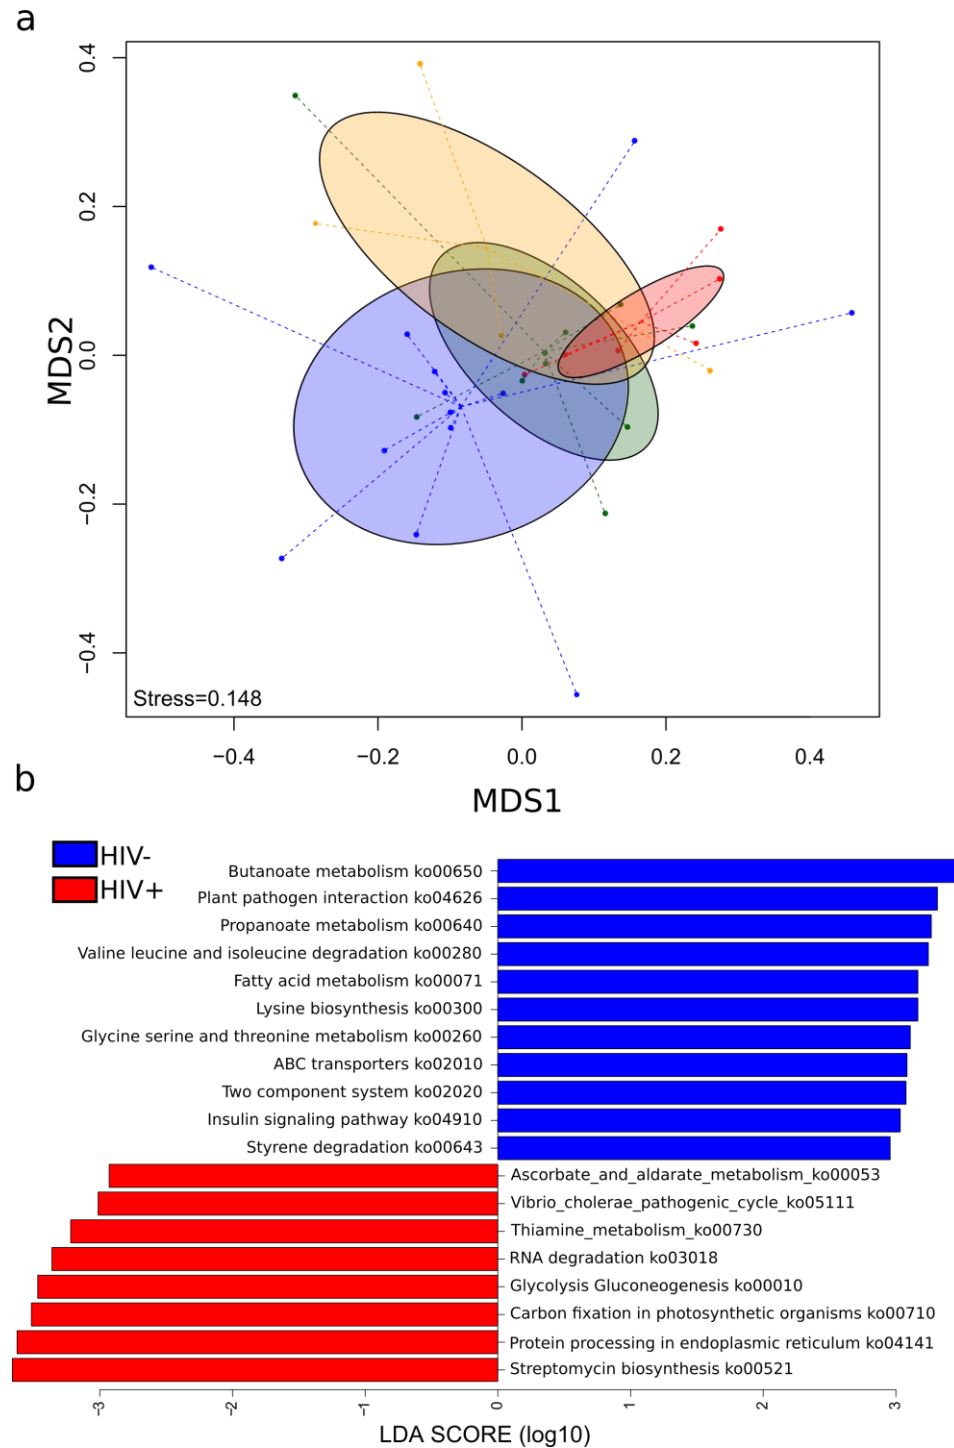 a
0.4
0.2
0.0
−0.2
−0.4
MDS2
Stress=0.148
−0.4 −0.2 0.0 0.2 0.4
MDS1
b
HIV-
HIV+
Butanoate metabolism ko00650
Plant pathogen interaction ko04626
Propanoate metabolism ko00640
Valine leucine and isoleucine degradation ko00280
Fatty acid metabolism ko00071
Lysine biosynthesis ko00300
Glycine serine and threonine metabolism ko00260
ABC transporters ko02010
Two component system ko02020
Insulin signaling pathway ko04910
Styrene degradation ko00643
Ascorbate_and_aldarate_metabolism_ko00053
Vibrio_cholerae_pathogenic_cycle_ko05111
Thiamine_metabolism_ko00730
RNA degradation ko03018
Glycolysis Gluconeogenesis ko00010
Carbon fixation in photosynthetic organisms ko00710
Protein processing in endoplasmic reticulum ko04141
Streptomycin biosynthesis ko00521
-3 -2 -1 0 1 2 3
LDA SCORE (log10)